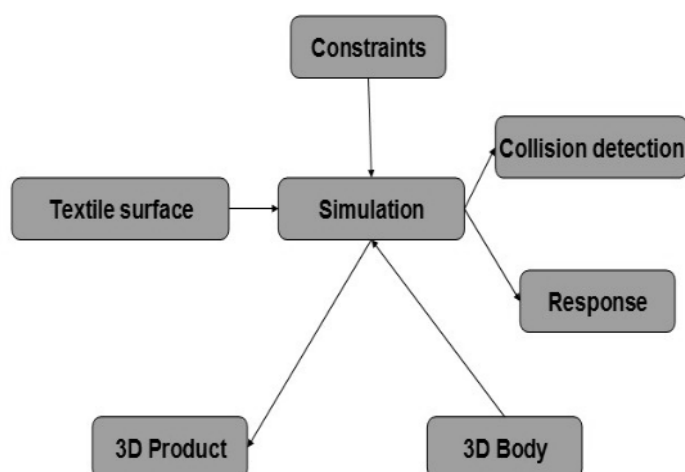 Constraints
Collision detection
Textile surface
Simulation
Response
3D Product
3D Body